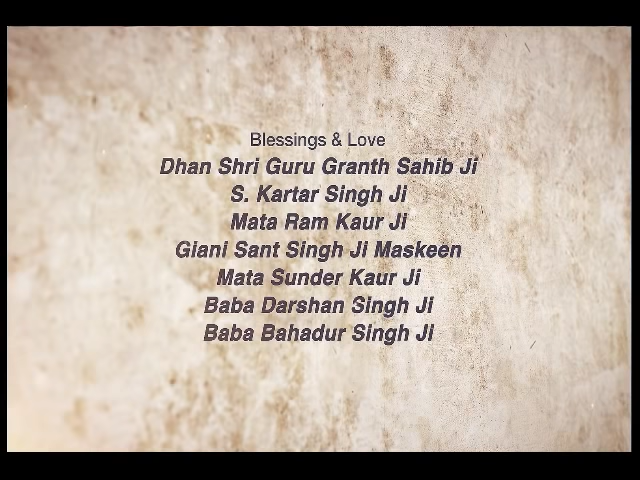 Blessings & Love
Dhan Shri Guru Granth Sahib Ji
S. Kartar Singh Ji
Mata Ram Kaur Ji
Giani Sant Singh Ji Maskeen
Mata Sunder Kaur Ji
Baba Darshan Singh Ji
Baba Bahadur Singh Ji